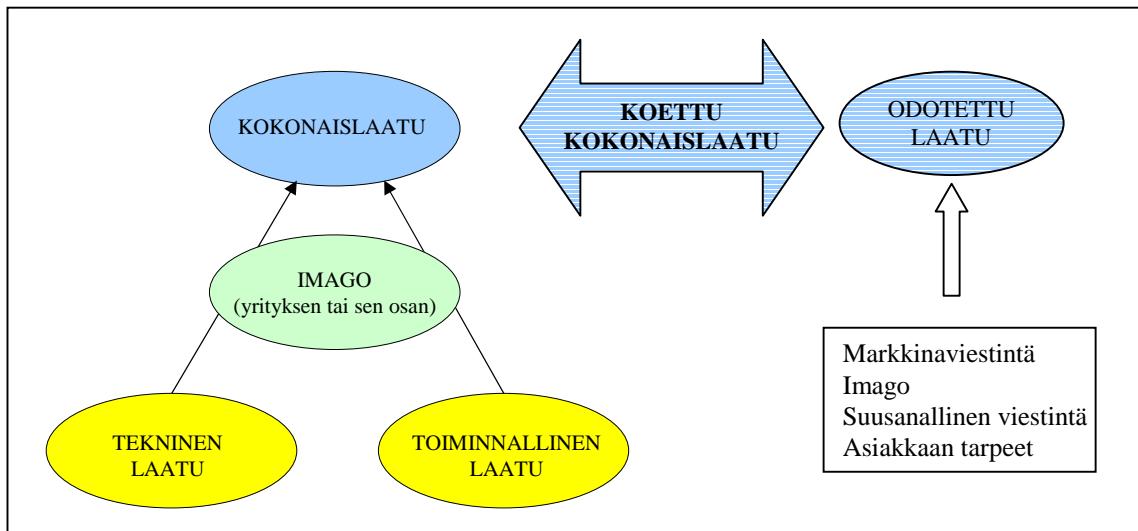 KOKONAISLAATU
KOETTU
KOKONAISLAATU
ODOTETTU
LAATU
IMAGO
(yrityksen tai sen osan)
Markkinaviestintä
Imago
Suusanallinen viestintä
Asiakkaan tarpeet
TEKNINEN
LAATU
TOIMINNALLINEN
LAATU